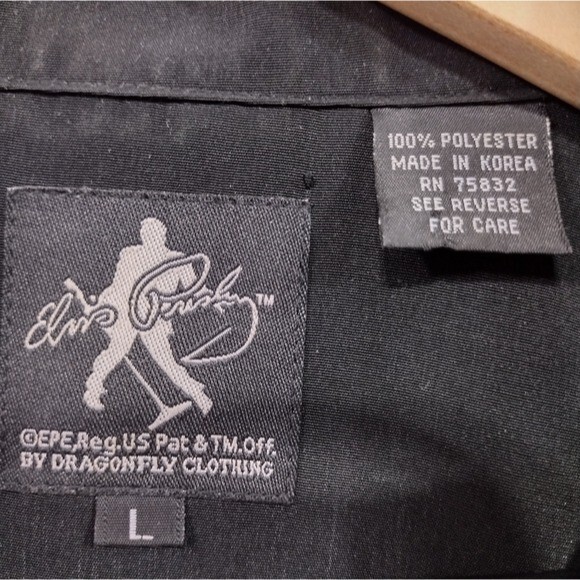 100% POLYESTER
MADE IN KOREA
RN 75832
SEE REVERSE
FOR CARE
Elvis Presley™
©EPE,Reg.US Pat & TM.Off.
BY DRAGONFLY CLOTHING
L